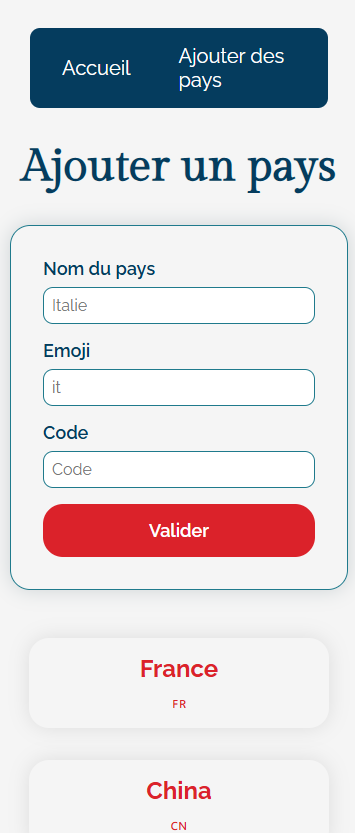 Accueil
Ajouter des
pays
Ajouter un pays
Nom du pays
Italie
Emoji
it
Code
Code
Valider
France
FR
China
CN